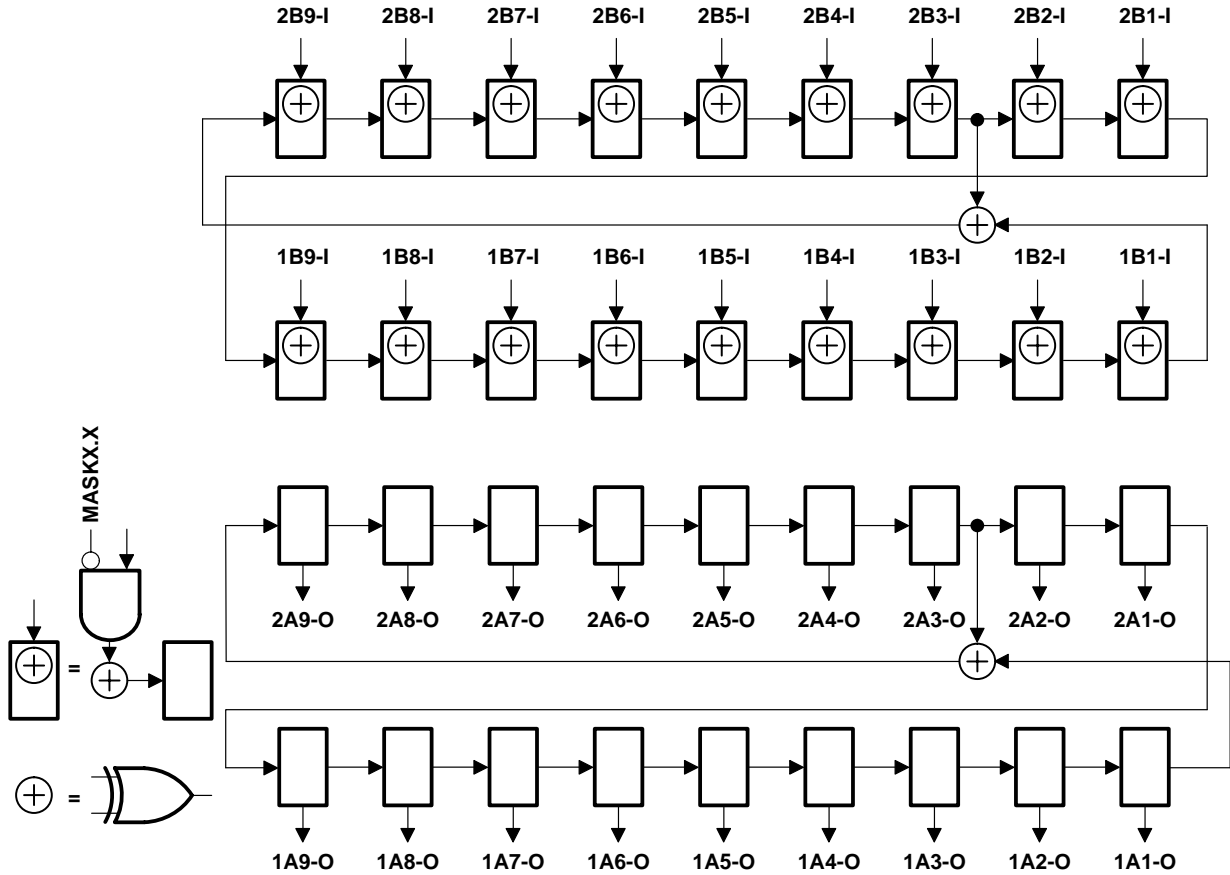 2B9-I 2B8-I 2B7-I 2B6-I 2B5-I 2B4-I 2B3-I 2B2-I 2B1-I
1B9-I 1B8-I 1B7-I 1B6-I 1B5-I 1B4-I 1B3-I 1B2-I 1B1-I
MASKX.X
2A9-O 2A8-O 2A7-O 2A6-O 2A5-O 2A4-O 2A3-O 2A2-O 2A1-O
=
=
1A9-O 1A8-O 1A7-O 1A6-O 1A5-O 1A4-O 1A3-O 1A2-O 1A1-O